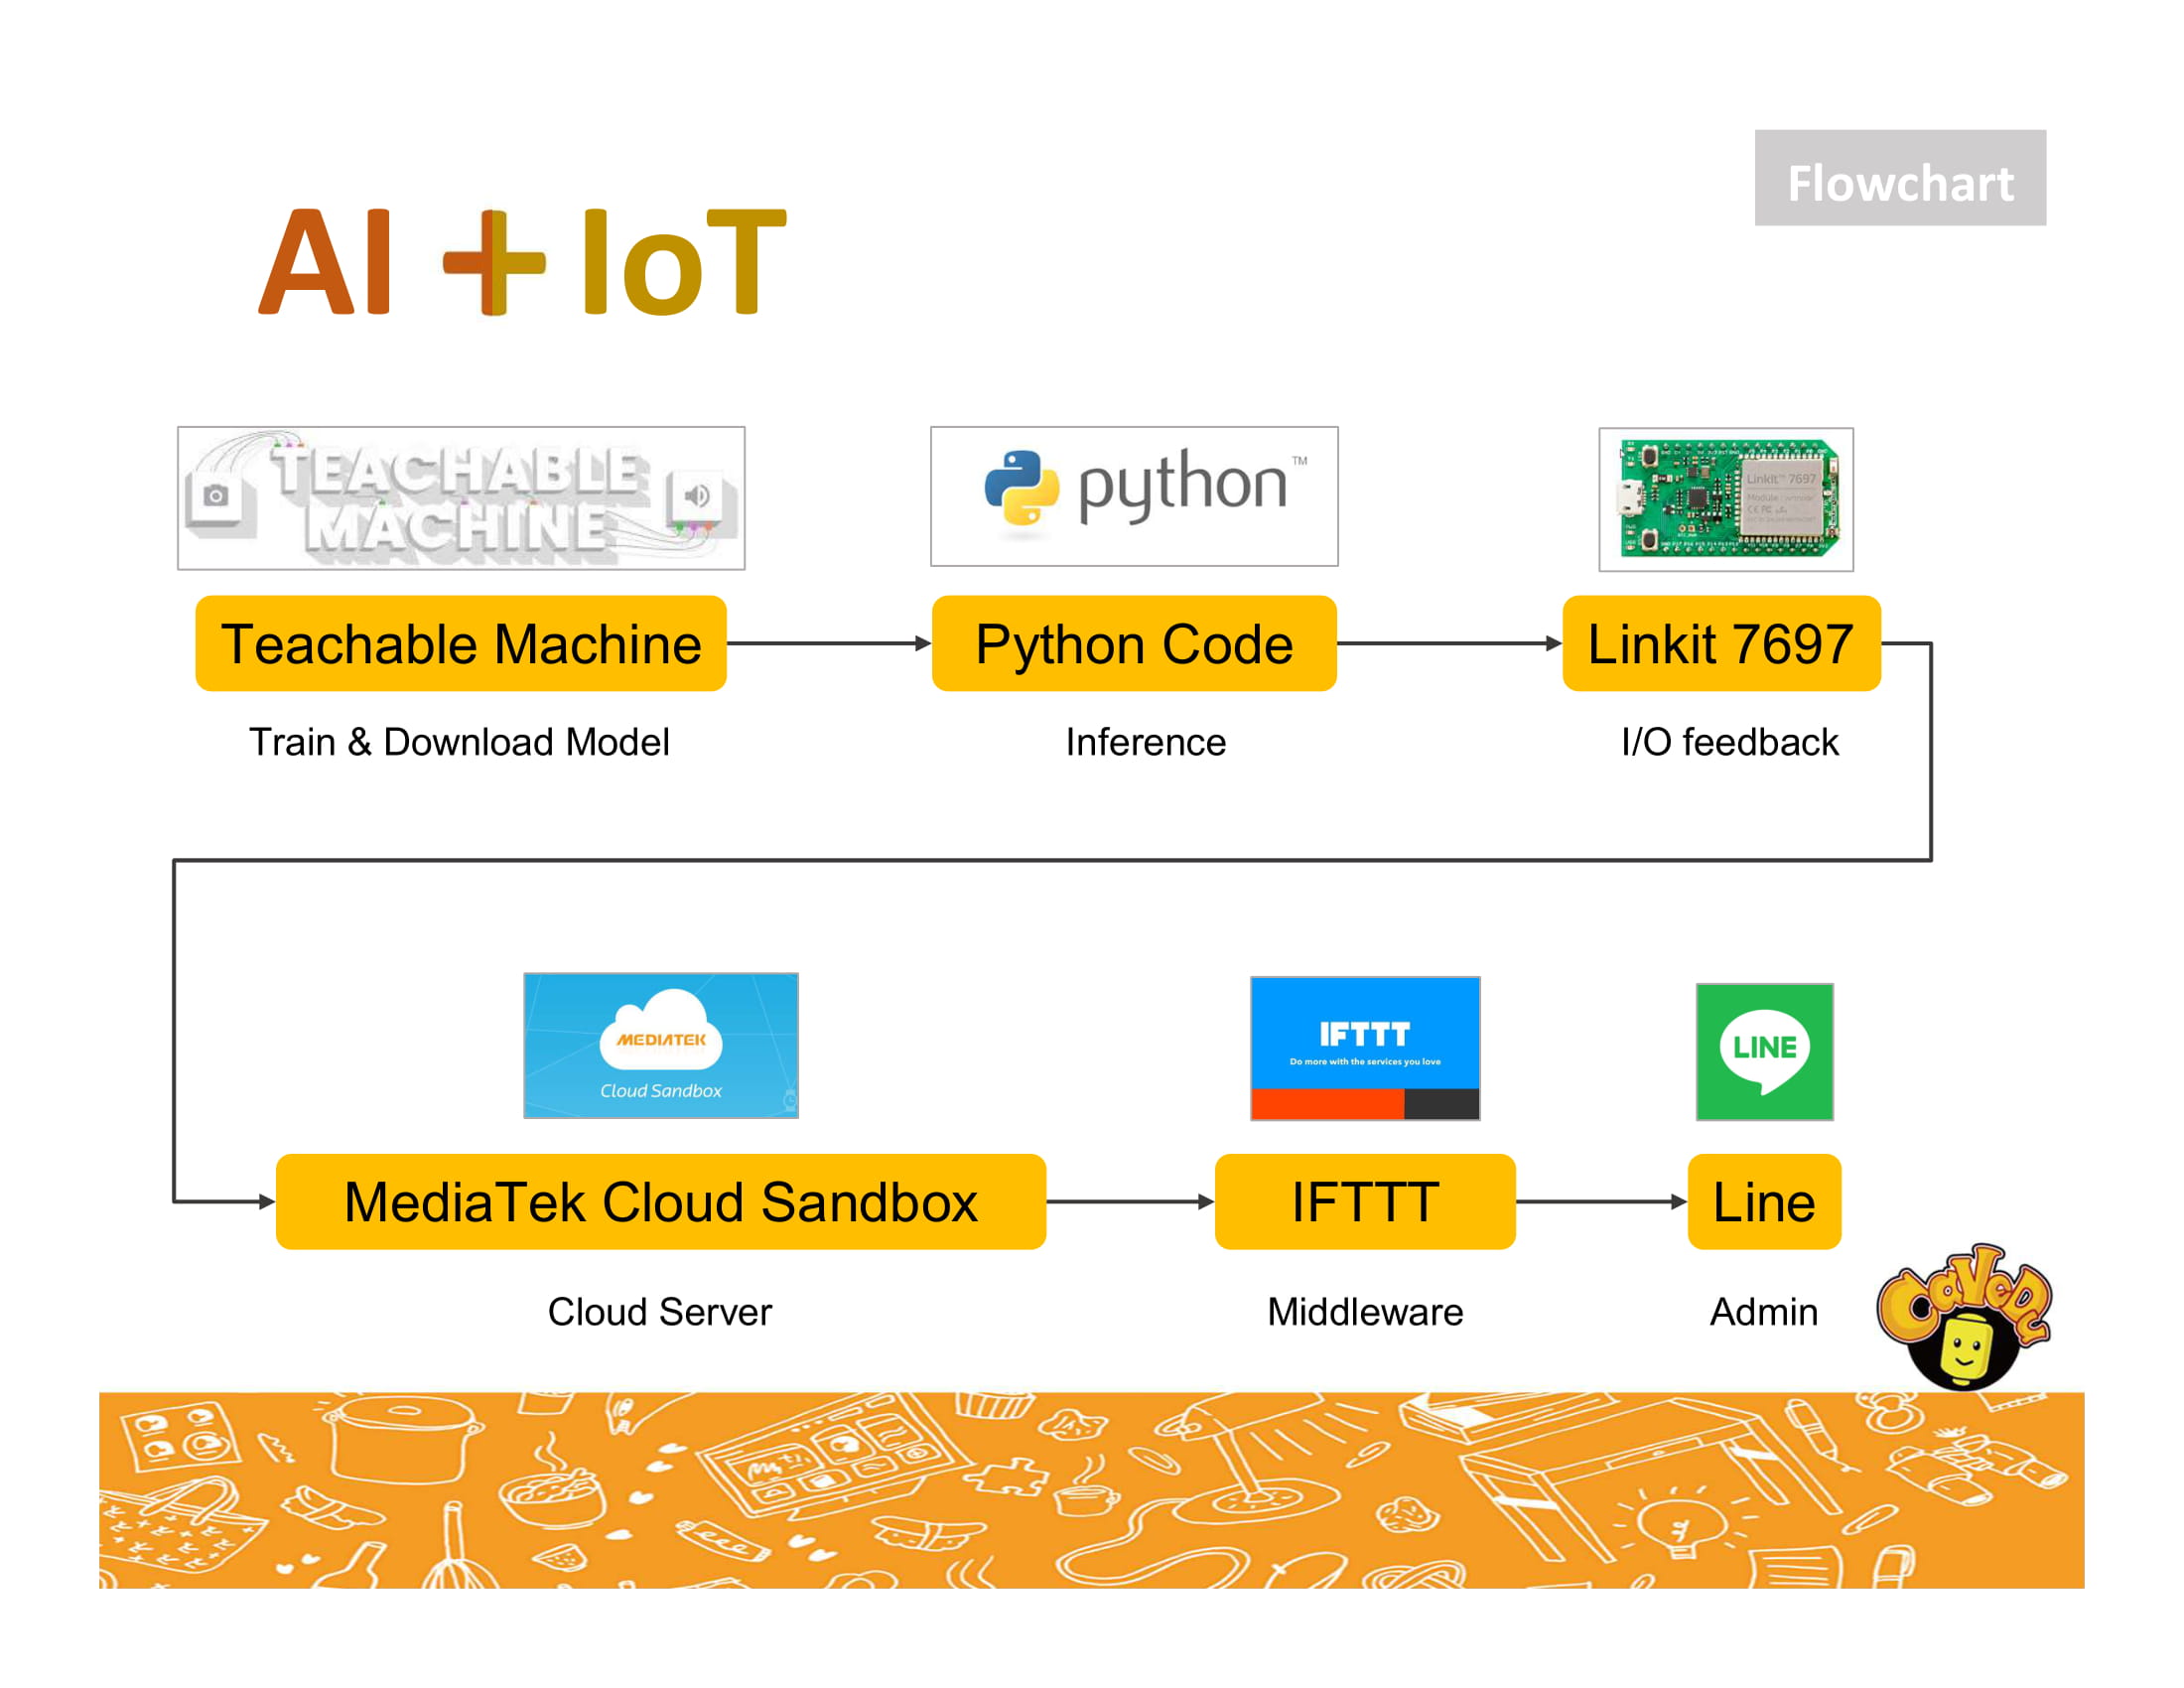 Flowchart
AI + IoT
TEACHABLE
MACHINE
python™
LinkIt™ 7697
Teachable Machine
Python Code
Linkit 7697
Train & Download Model
Inference
I/O feedback
MEDIATEK
Cloud Sandbox
IFTTT
Do more with the services you love
LINE
MediaTek Cloud Sandbox
IFTTT
Line
Cloud Server
Middleware
Admin
CAVEDU